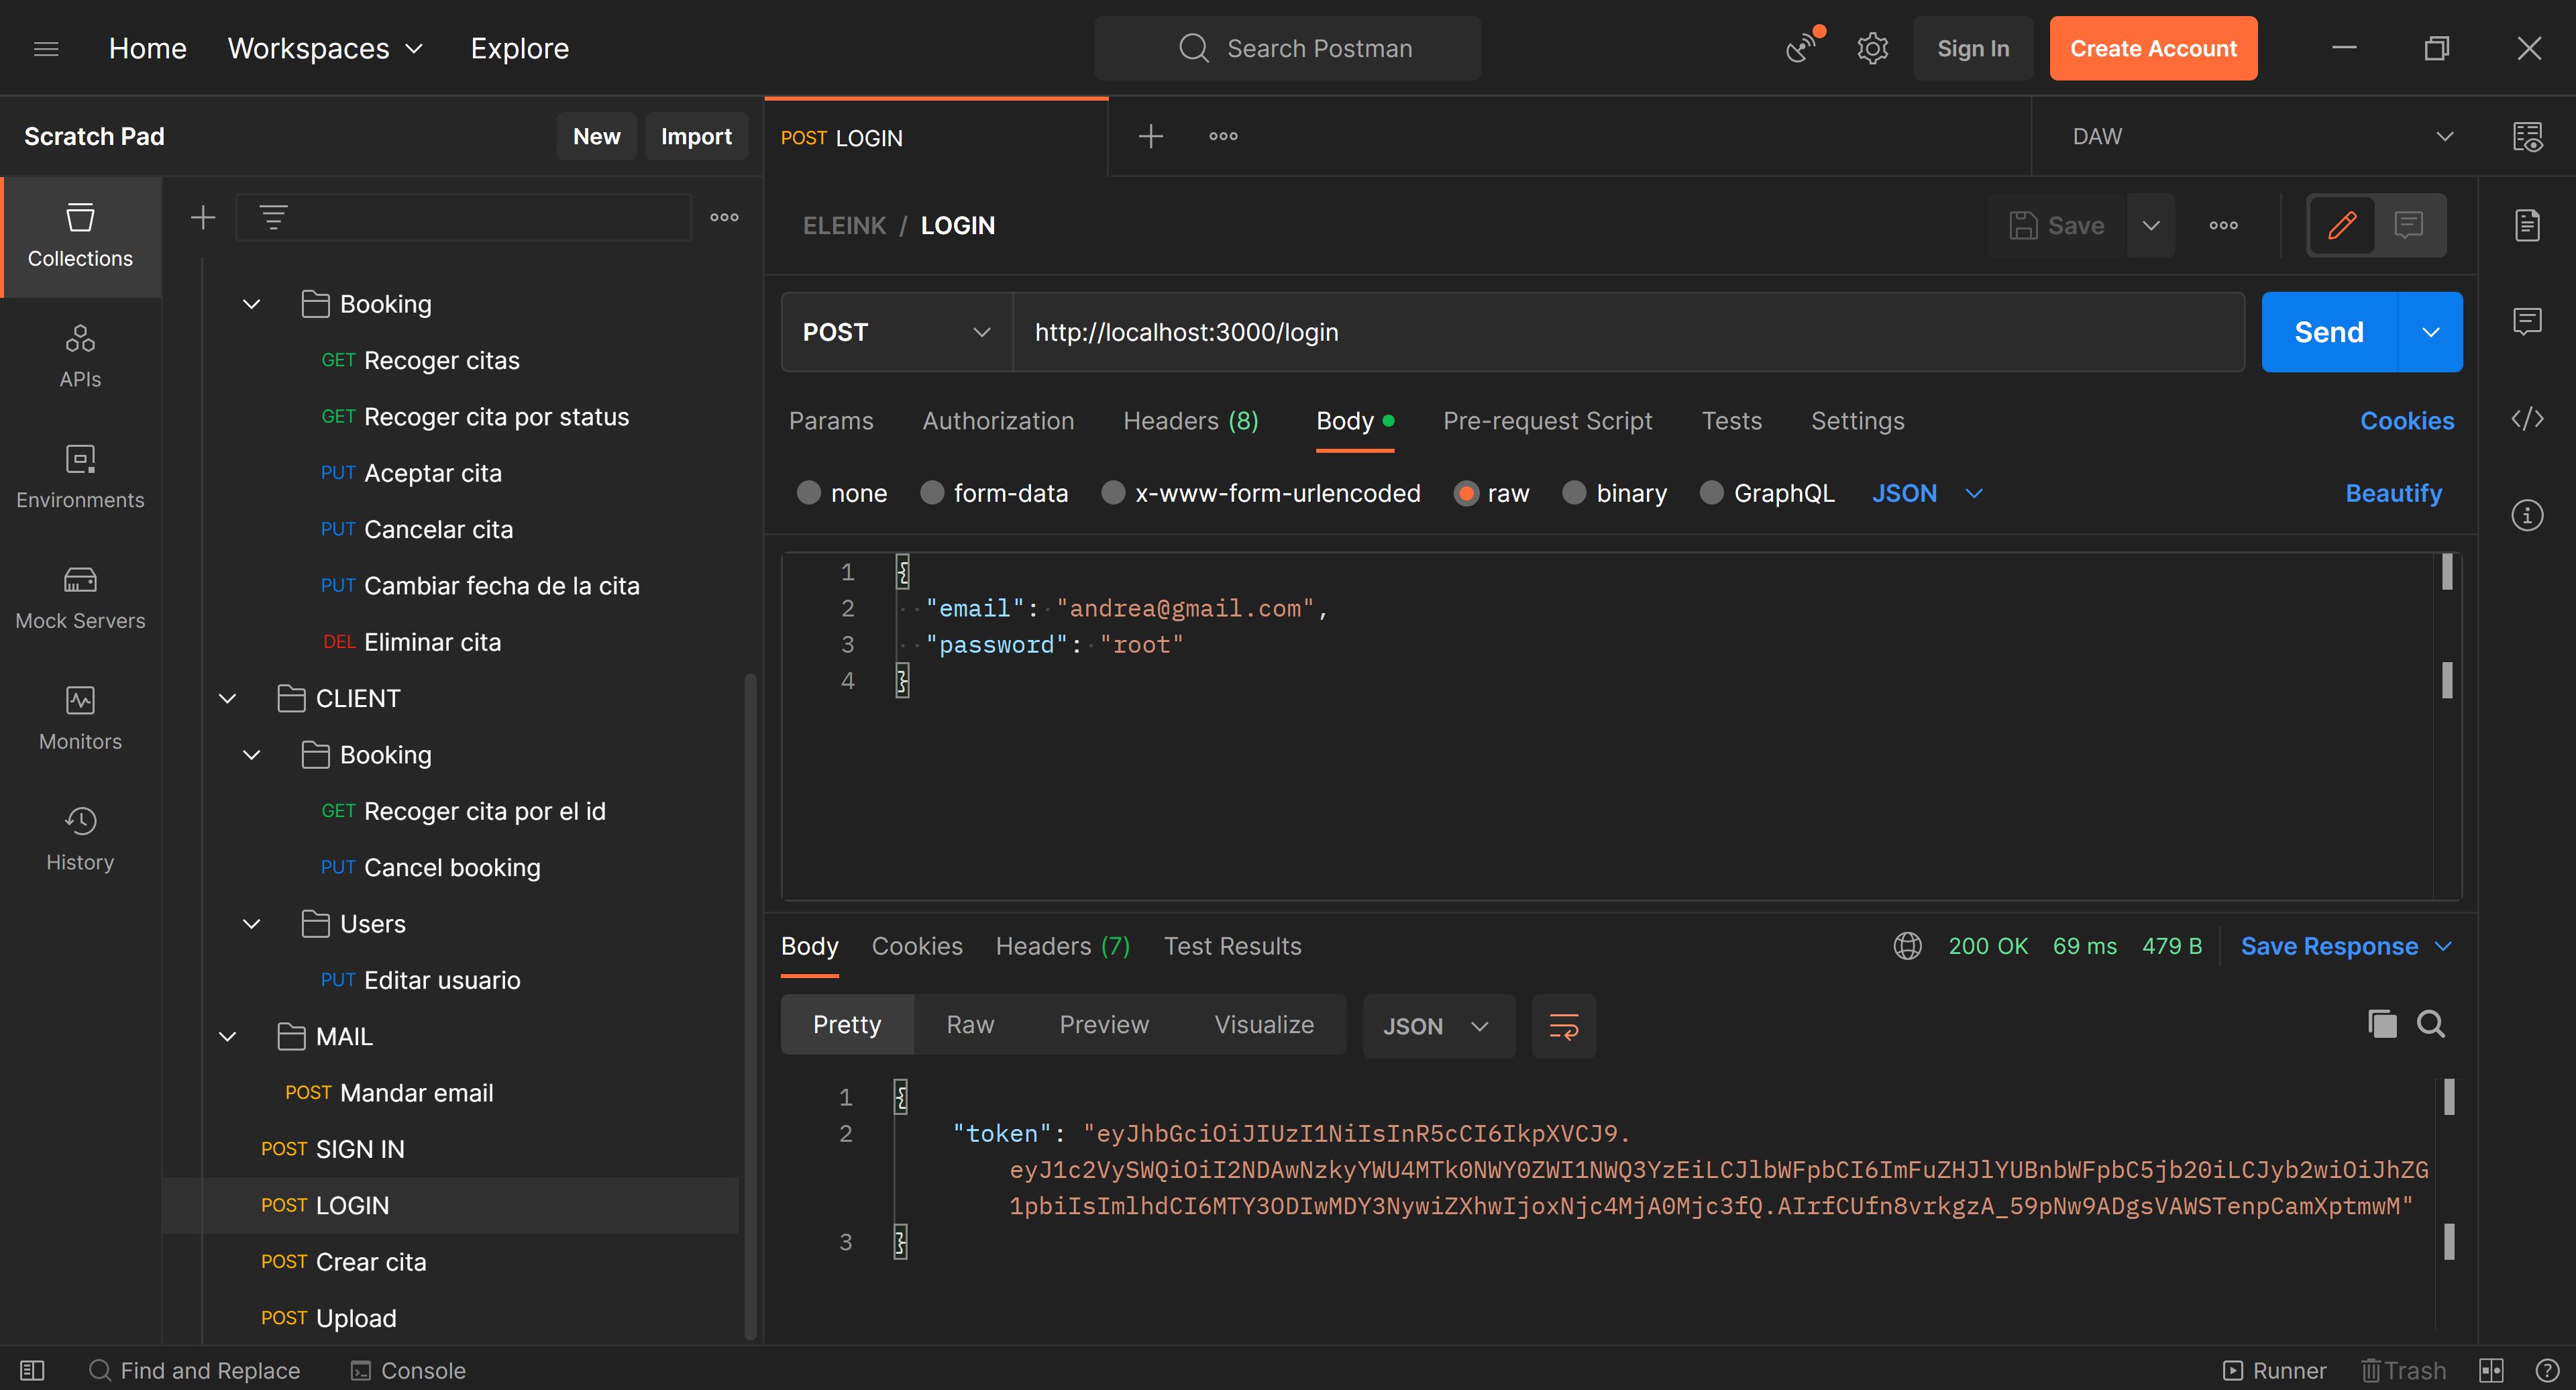 Home Workspaces Explore Search Postman Sign In Create Account
Scratch Pad New Import
POST LOGIN DAW
Collections
APIs
Environments
Mock Servers
Monitors
History
Booking
GET Recoger citas
GET Recoger cita por status
PUT Aceptar cita
PUT Cancelar cita
PUT Cambiar fecha de la cita
DEL Eliminar cita
CLIENT
Booking
GET Recoger cita por el id
PUT Cancel booking
Users
PUT Editar usuario
MAIL
POST Mandar email
POST SIGN IN
POST LOGIN
POST Crear cita
POST Upload
ELEINK / LOGIN Save
POST http://localhost:3000/login Send
Params Authorization Headers (8) Body Pre-request Script Tests Settings Cookies
none form-data x-www-form-urlencoded raw binary GraphQL JSON Beautify
1 {
2 "email": "andrea@gmail.com",
3 "password": "root"
4 }
Body Cookies Headers (7) Test Results 200 OK 69 ms 479 B Save Response
Pretty Raw Preview Visualize JSON
1 {
2 "token": "eyJhbGciOiJIUzI1NiIsInR5cCI6IkpXVCJ9.
eyJ1c2VySWQiOiI2NDAwNzkyYWU4MTk0NWY0ZWI1NWQ3YzEiLCJlbWFpbCI6ImFuZHJlYUBnbWFpbC5jb20iLCJyb2wiOiJhZG
1pbiIsImlhdCI6MTY3ODIwMDY3NywiZXhwIjoxNjc4MjA0Mjc3fQ.AIrfCUfn8vrkgzA_59pNw9ADgsVAWSTenpCamXptmwM"
3 }
Find and Replace Console Runner Trash